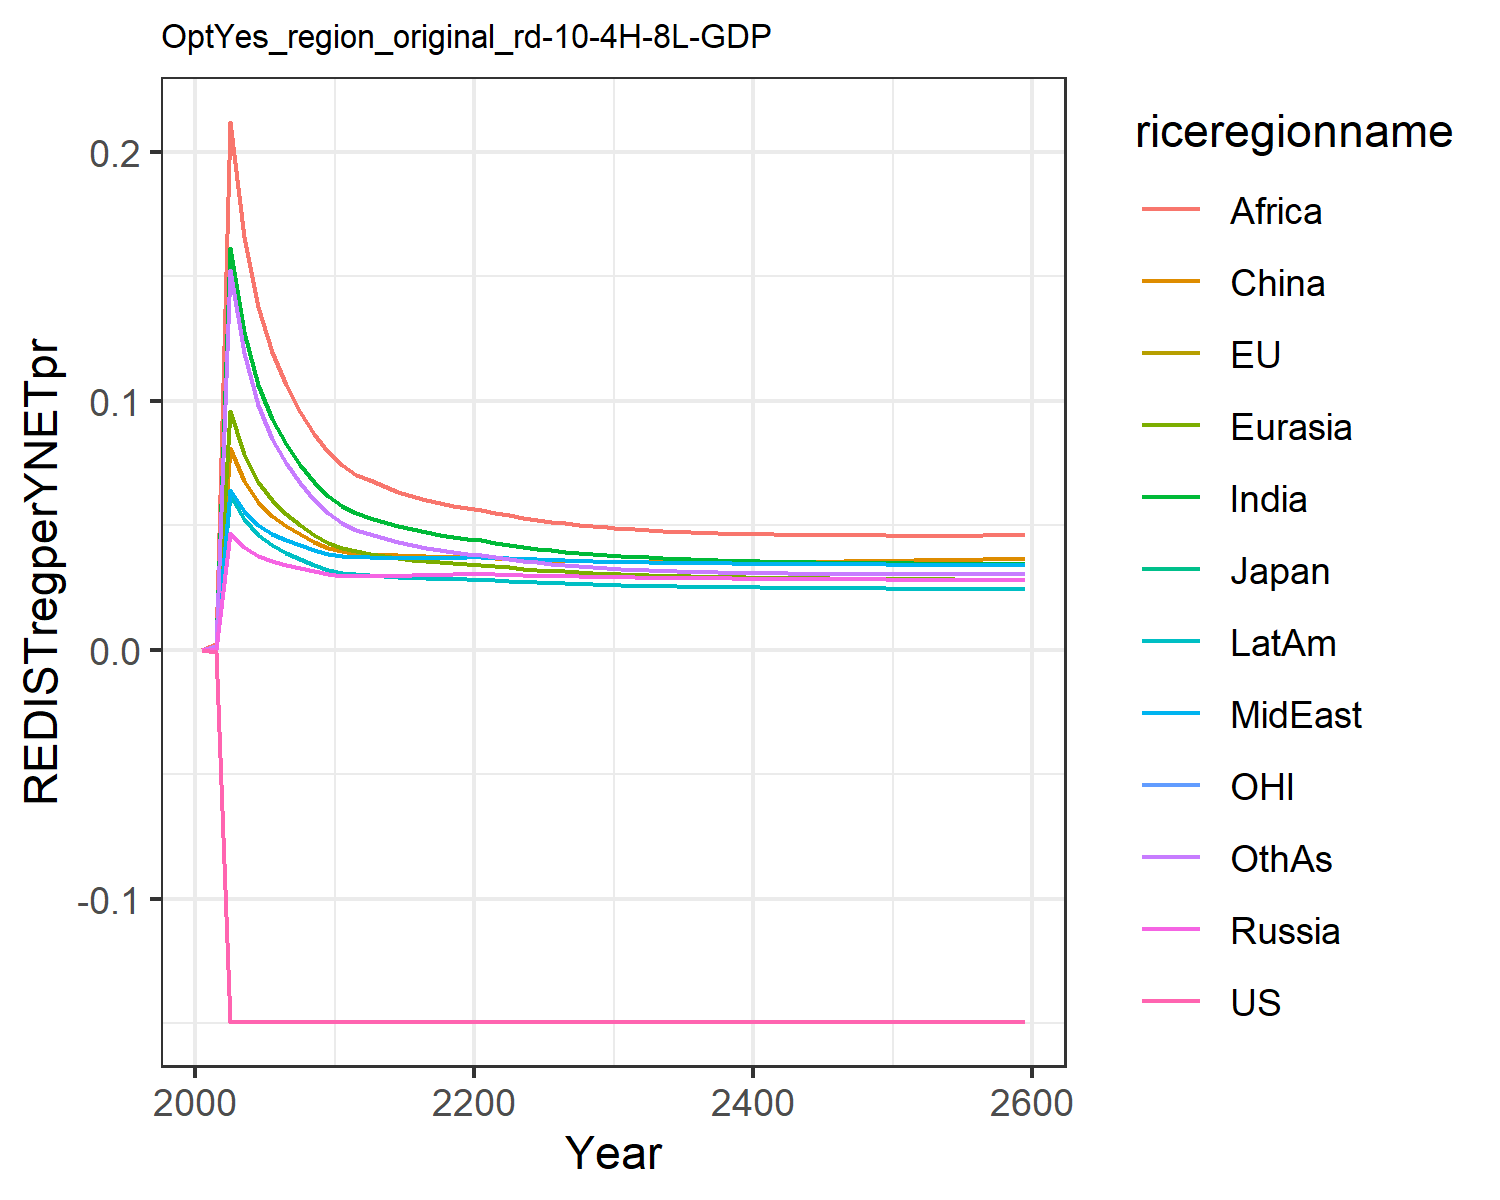 OptYes_region_original_rd-10-4H-8L-GDP
REDISTregperYNETpr
0.2
0.1
0.0
-0.1
2000
2200
2400
2600
Year
riceregionname
Africa
China
EU
Eurasia
India
Japan
LatAm
MidEast
OHI
OthAs
Russia
US